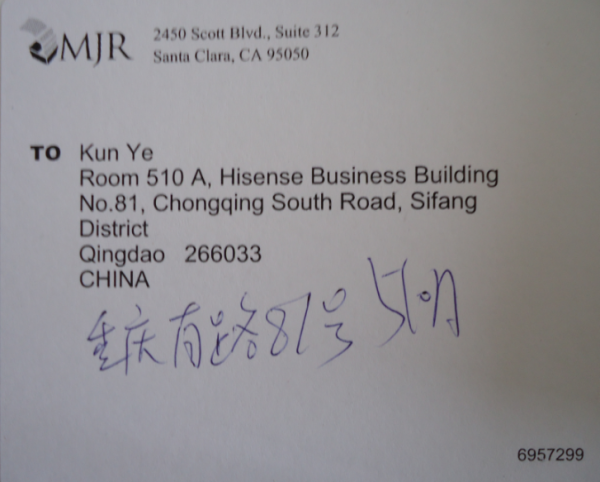 MJR
2450 Scott Blvd., Suite 312
Santa Clara, CA 95050
TO Kun Ye
Room 510 A, Hisense Business Building
No.81, Chongqing South Road, Sifang
District
Qingdao 266033
CHINA
重庆南路81号 510A
6957299